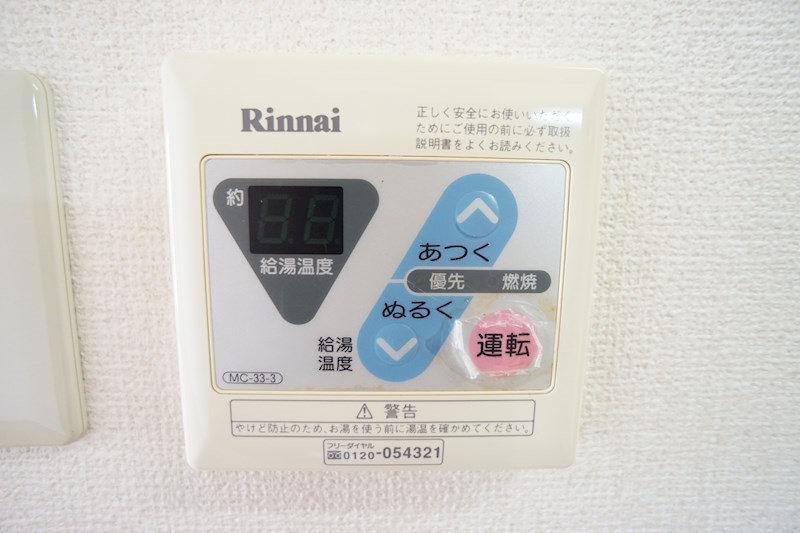 Rinnai
正しく安全にお使いいただく
ためにご使用の前に必ず取扱
説明書をよくお読みください。
約
給湯温度
あつく
優先 燃焼
ぬるく
給湯
温度
運転
MC-33-3
⚠ 警告
やけど防止のため、お湯を使う前に湯温を確かめてください。
フリーダイヤル
0120-054321